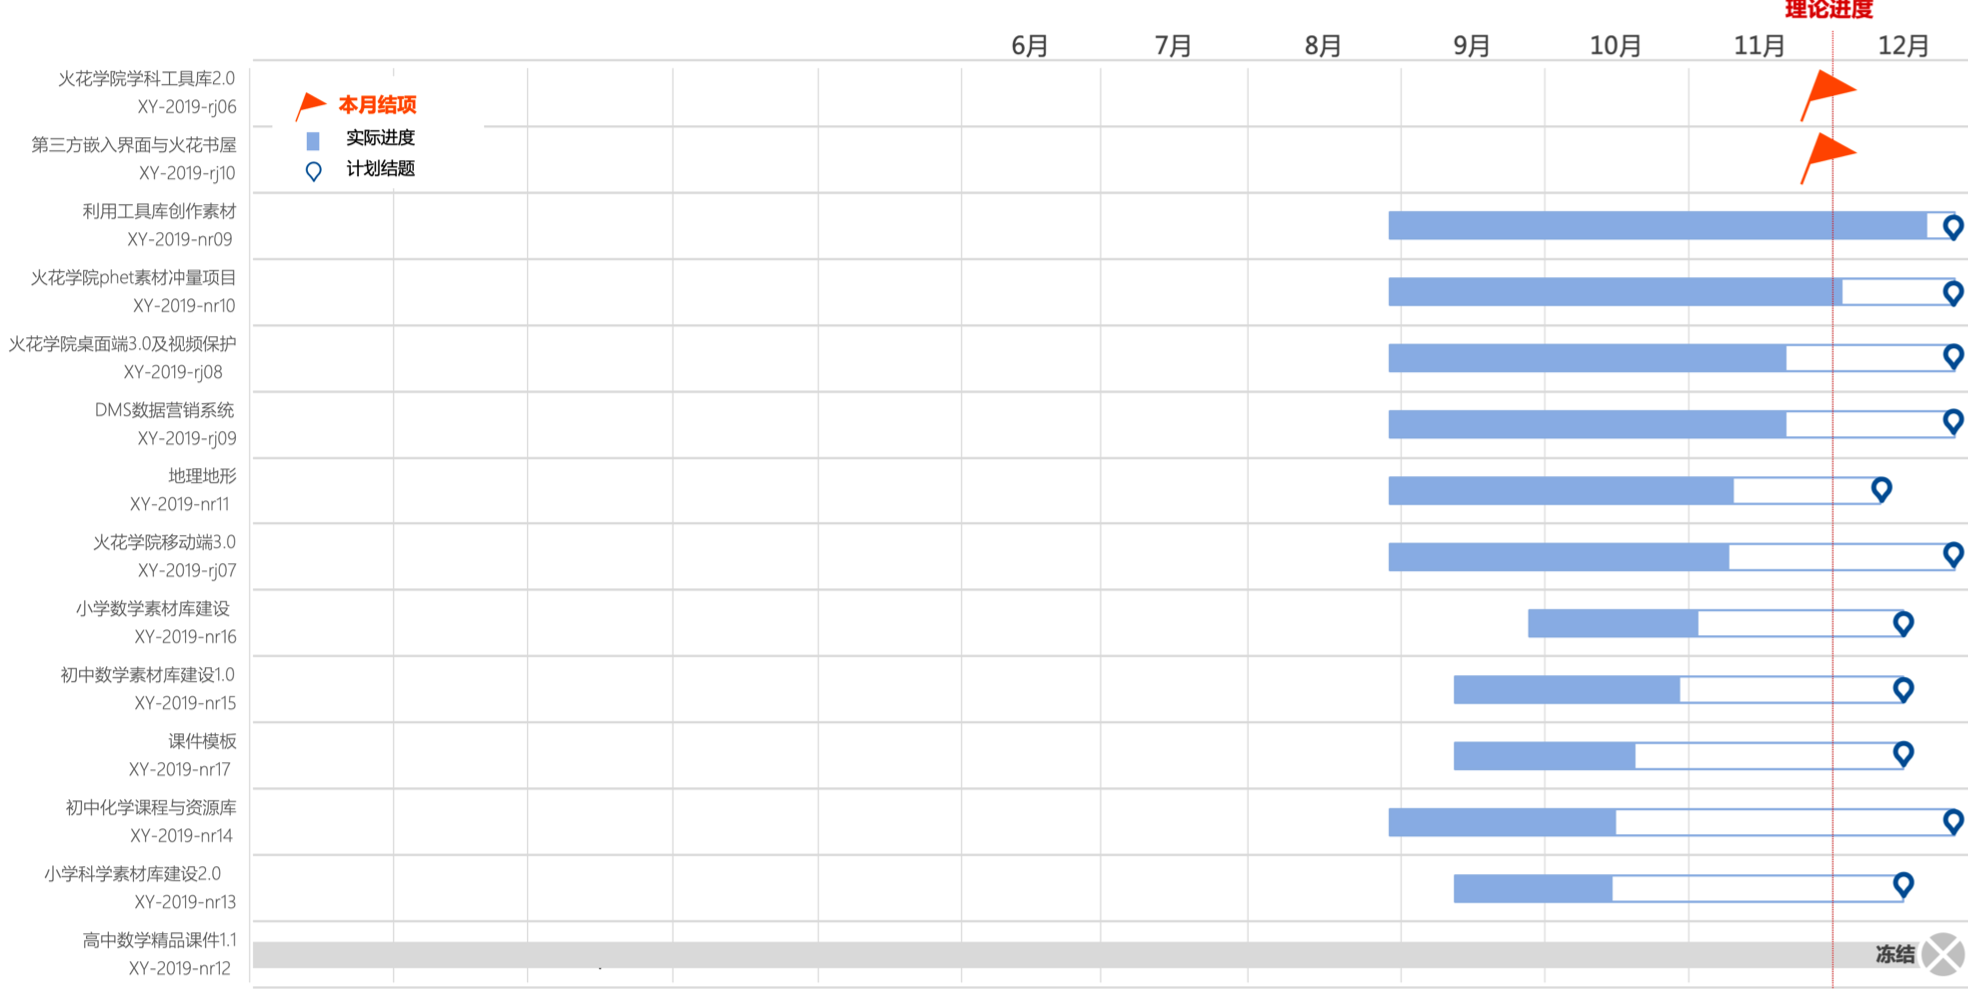 理论进度
6月 7月 8月 9月 10月 11月 12月
火花学院学科工具库2.0
XY-2019-rj06
本月结项
实际进度
计划结题
第三方嵌入界面与火花书屋
XY-2019-rj10
利用工具库创作素材
XY-2019-nr09
火花学院phet素材冲量项目
XY-2019-nr10
火花学院桌面端3.0及视频保护
XY-2019-rj08
DMS数据营销系统
XY-2019-rj09
地理地形
XY-2019-nr11
火花学院移动端3.0
XY-2019-rj07
小学数学素材库建设
XY-2019-nr16
初中数学素材库建设1.0
XY-2019-nr15
课件模板
XY-2019-nr17
初中化学课程与资源库
XY-2019-nr14
小学科学素材库建设2.0
XY-2019-nr13
高中数学精品课件1.1
XY-2019-nr12
冻结